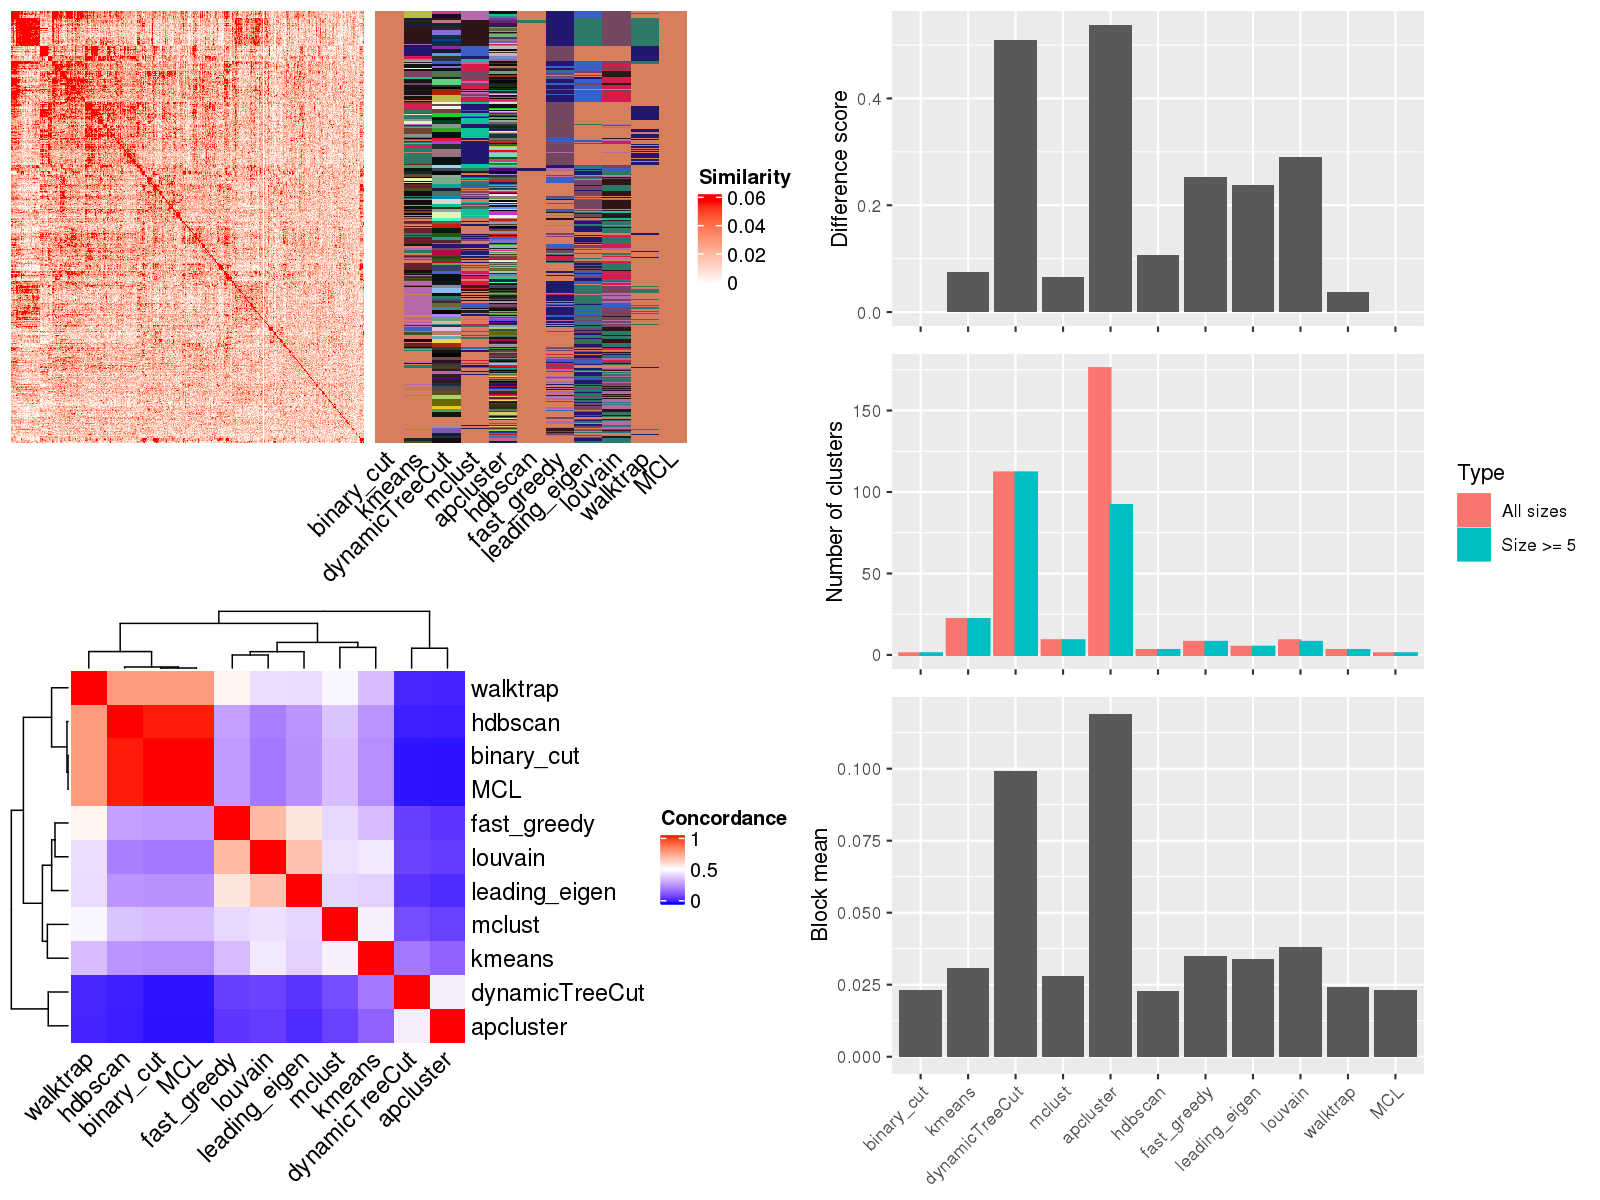 Similarity
0.06
0.04
0.02
0
binary_cut
kmeans
dynamicTreeCut
mclust
apcluster
hdbscan
fast_greedy
leading_eigen
louvain
walktrap
MCL
walktrap
hdbscan
binary_cut
MCL
fast_greedy
louvain
leading_eigen
mclust
kmeans
dynamicTreeCut
apcluster
walktrap
hdbscan
binary_cut
MCL
fast_greedy
louvain
leading_eigen
mclust
kmeans
dynamicTreeCut
apcluster
Concordance
1
0.5
0
Difference score
0.4
0.2
0.0
Number of clusters
150
100
50
0
Type
All sizes
Size >= 5
Block mean
0.100
0.075
0.050
0.025
0.000
binary_cut
kmeans
dynamicTreeCut
mclust
apcluster
hdbscan
fast_greedy
leading_eigen
louvain
walktrap
MCL